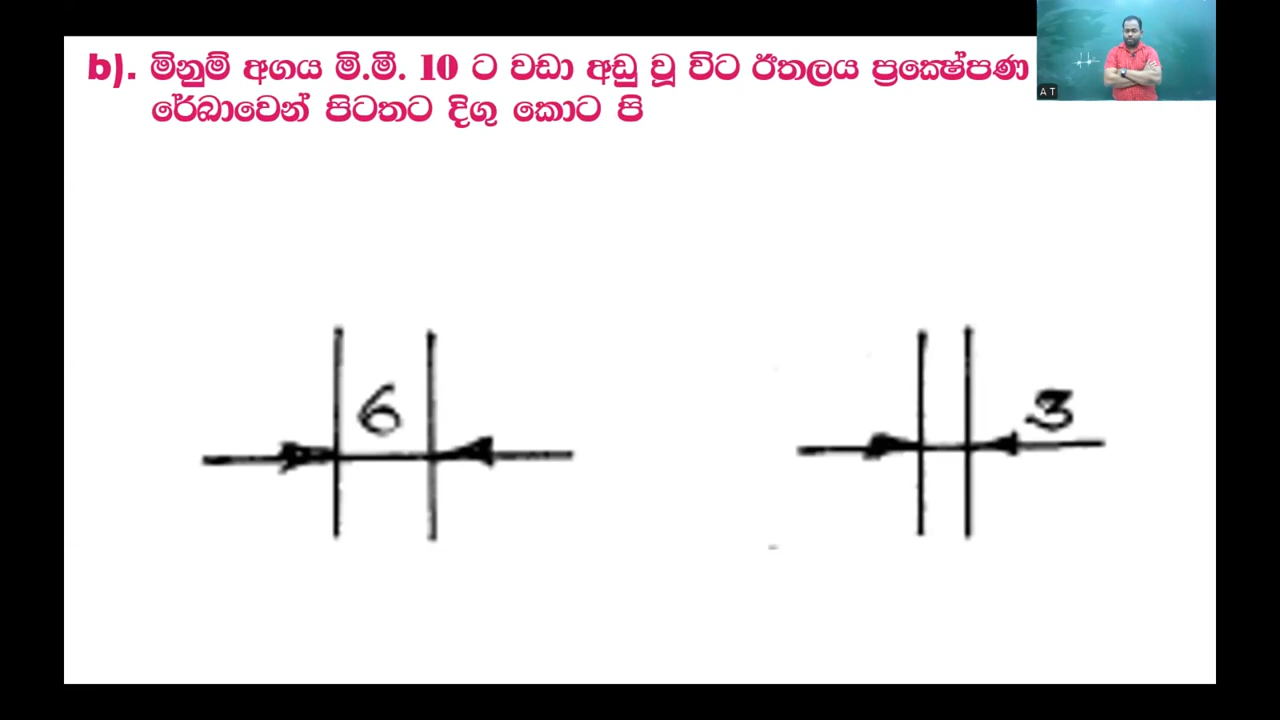 b). මිනුම් අගය මි.මී. 10 ට වඩා අඩු වූ විට ඊතලය ප්‍රක්ෂේපණ
රේඛාවෙන් පිටතට දිගු කොට පි
A T
6
3